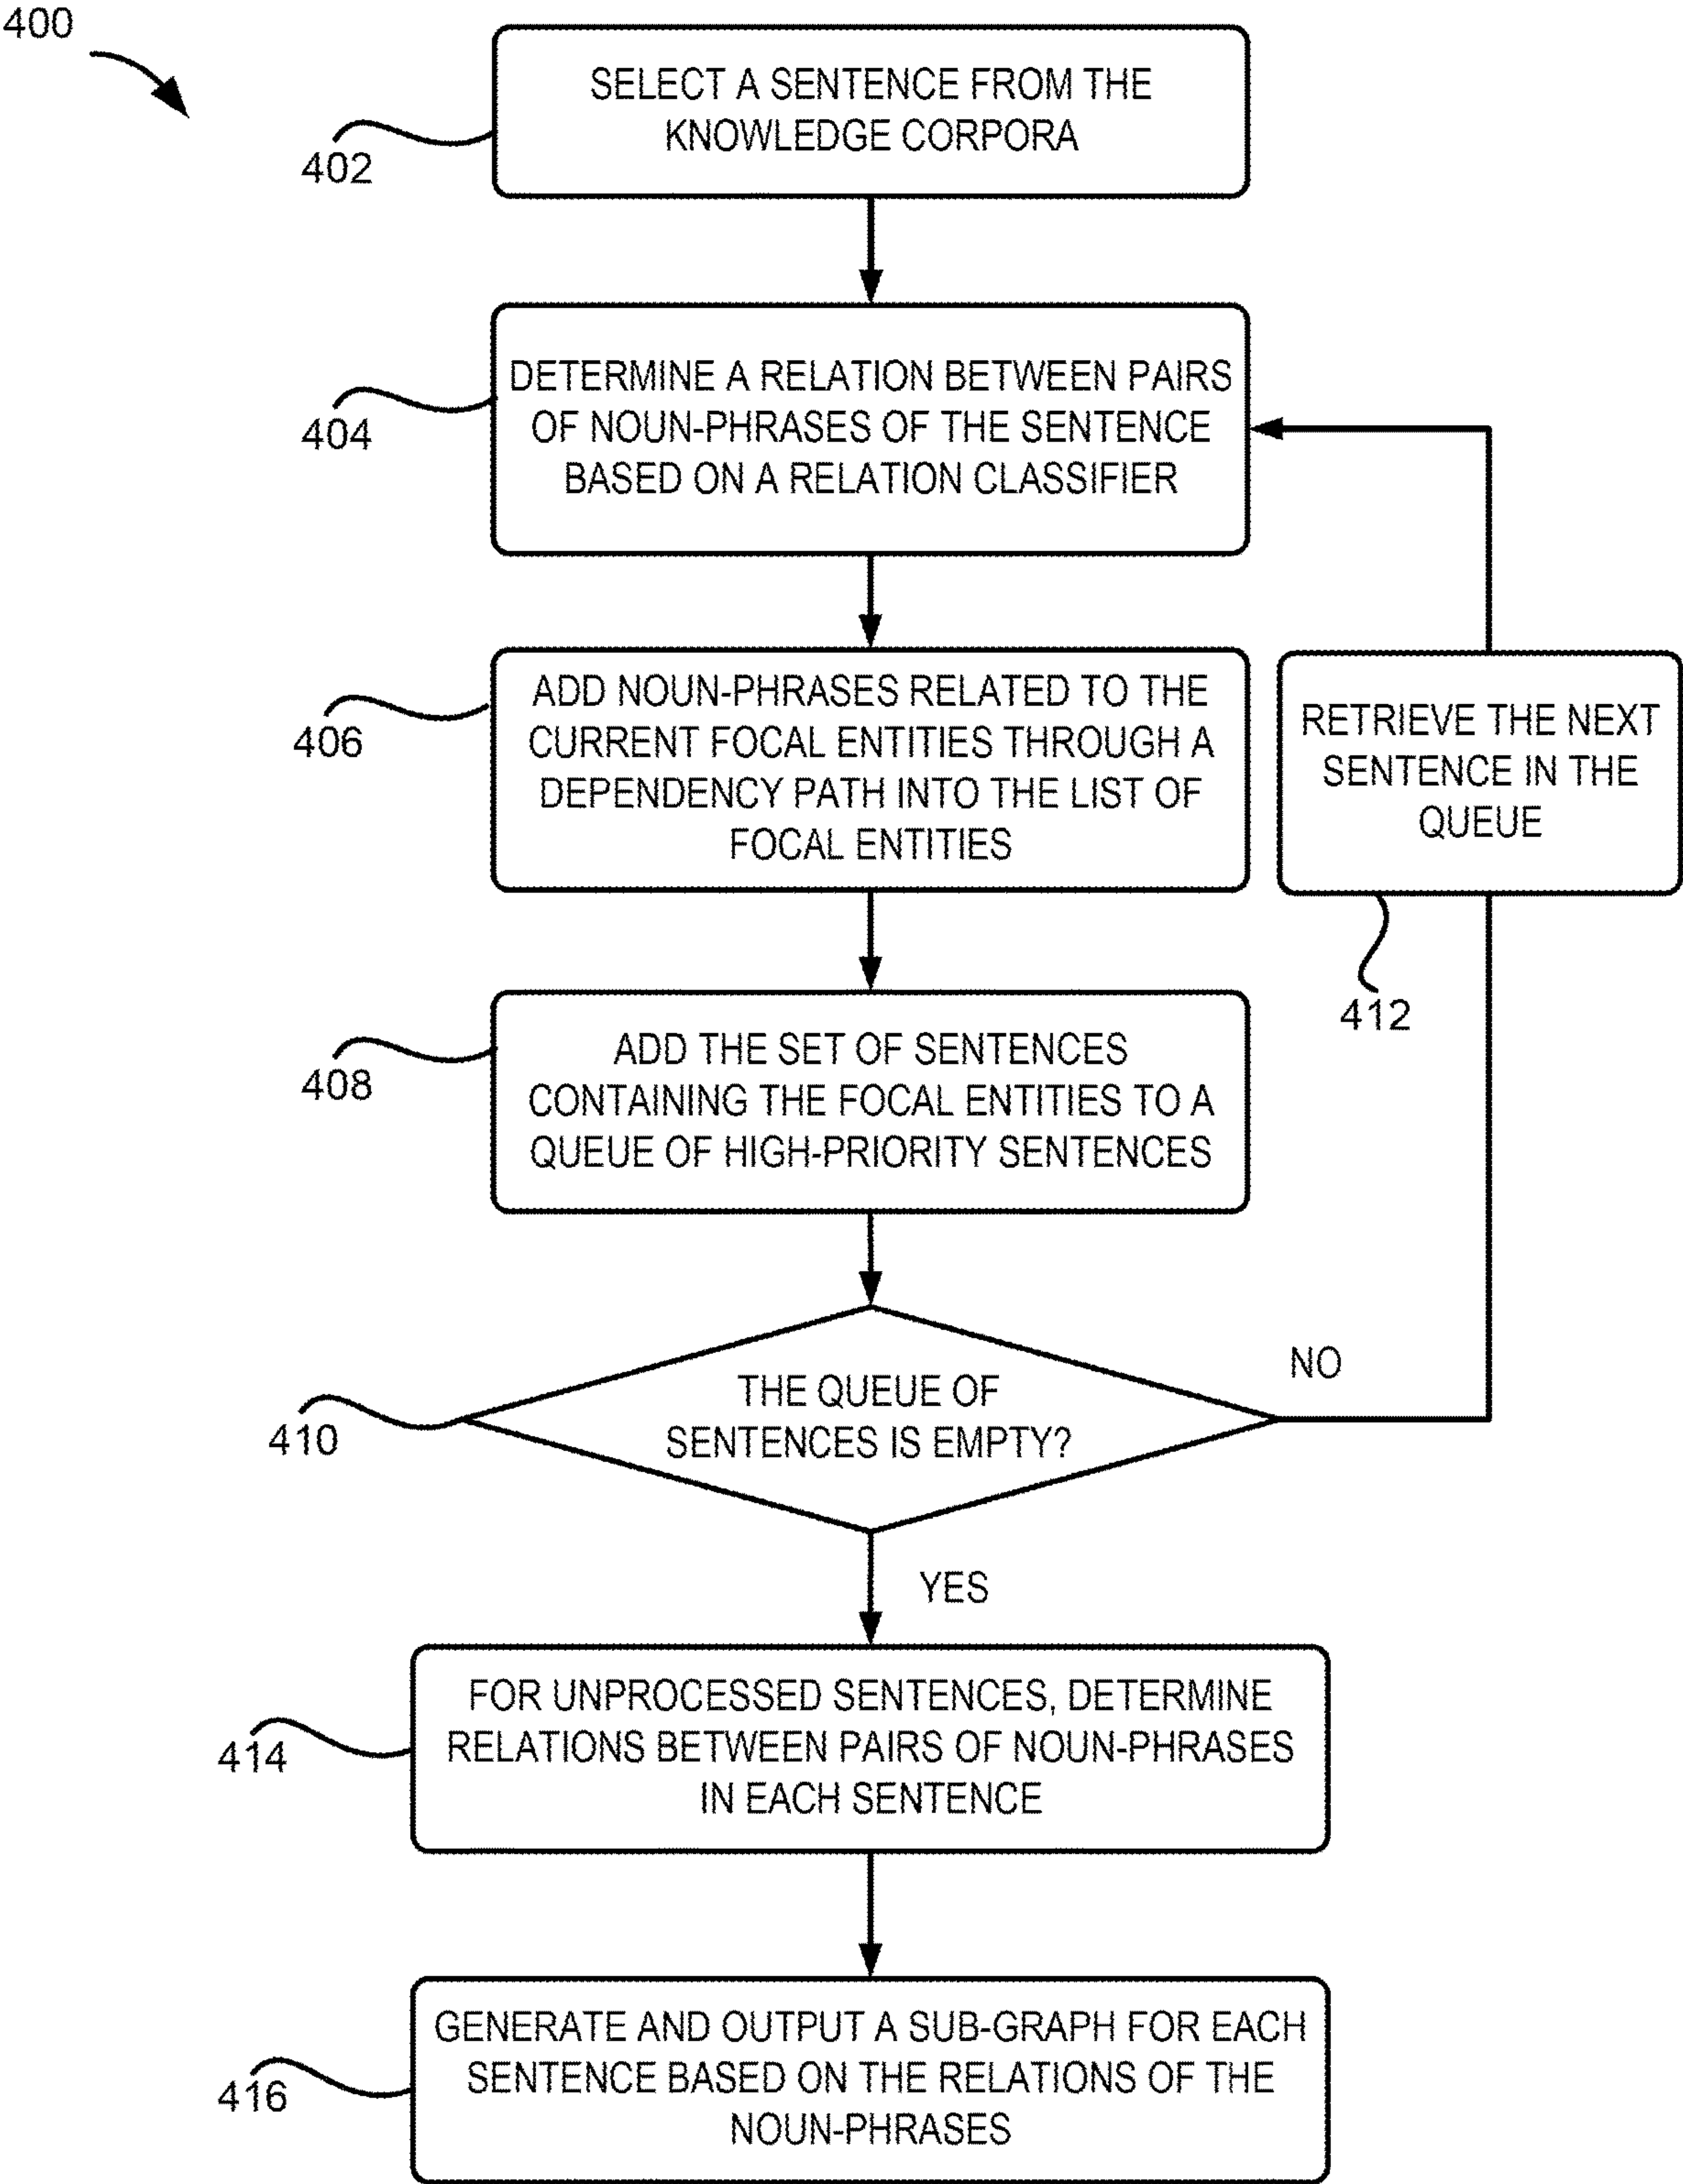 400
SELECT A SENTENCE FROM THE
KNOWLEDGE CORPORA
402
DETERMINE A RELATION BETWEEN PAIRS
OF NOUN-PHRASES OF THE SENTENCE
BASED ON A RELATION CLASSIFIER
404
ADD NOUN-PHRASES RELATED TO THE
CURRENT FOCAL ENTITIES THROUGH A
DEPENDENCY PATH INTO THE LIST OF
FOCAL ENTITIES
406
RETRIEVE THE NEXT
SENTENCE IN THE
QUEUE
412
ADD THE SET OF SENTENCES
CONTAINING THE FOCAL ENTITIES TO A
QUEUE OF HIGH-PRIORITY SENTENCES
408
THE QUEUE OF
SENTENCES IS EMPTY?
410
NO
YES
FOR UNPROCESSED SENTENCES, DETERMINE
RELATIONS BETWEEN PAIRS OF NOUN-PHRASES
IN EACH SENTENCE
414
GENERATE AND OUTPUT A SUB-GRAPH FOR EACH
SENTENCE BASED ON THE RELATIONS OF THE
NOUN-PHRASES
416